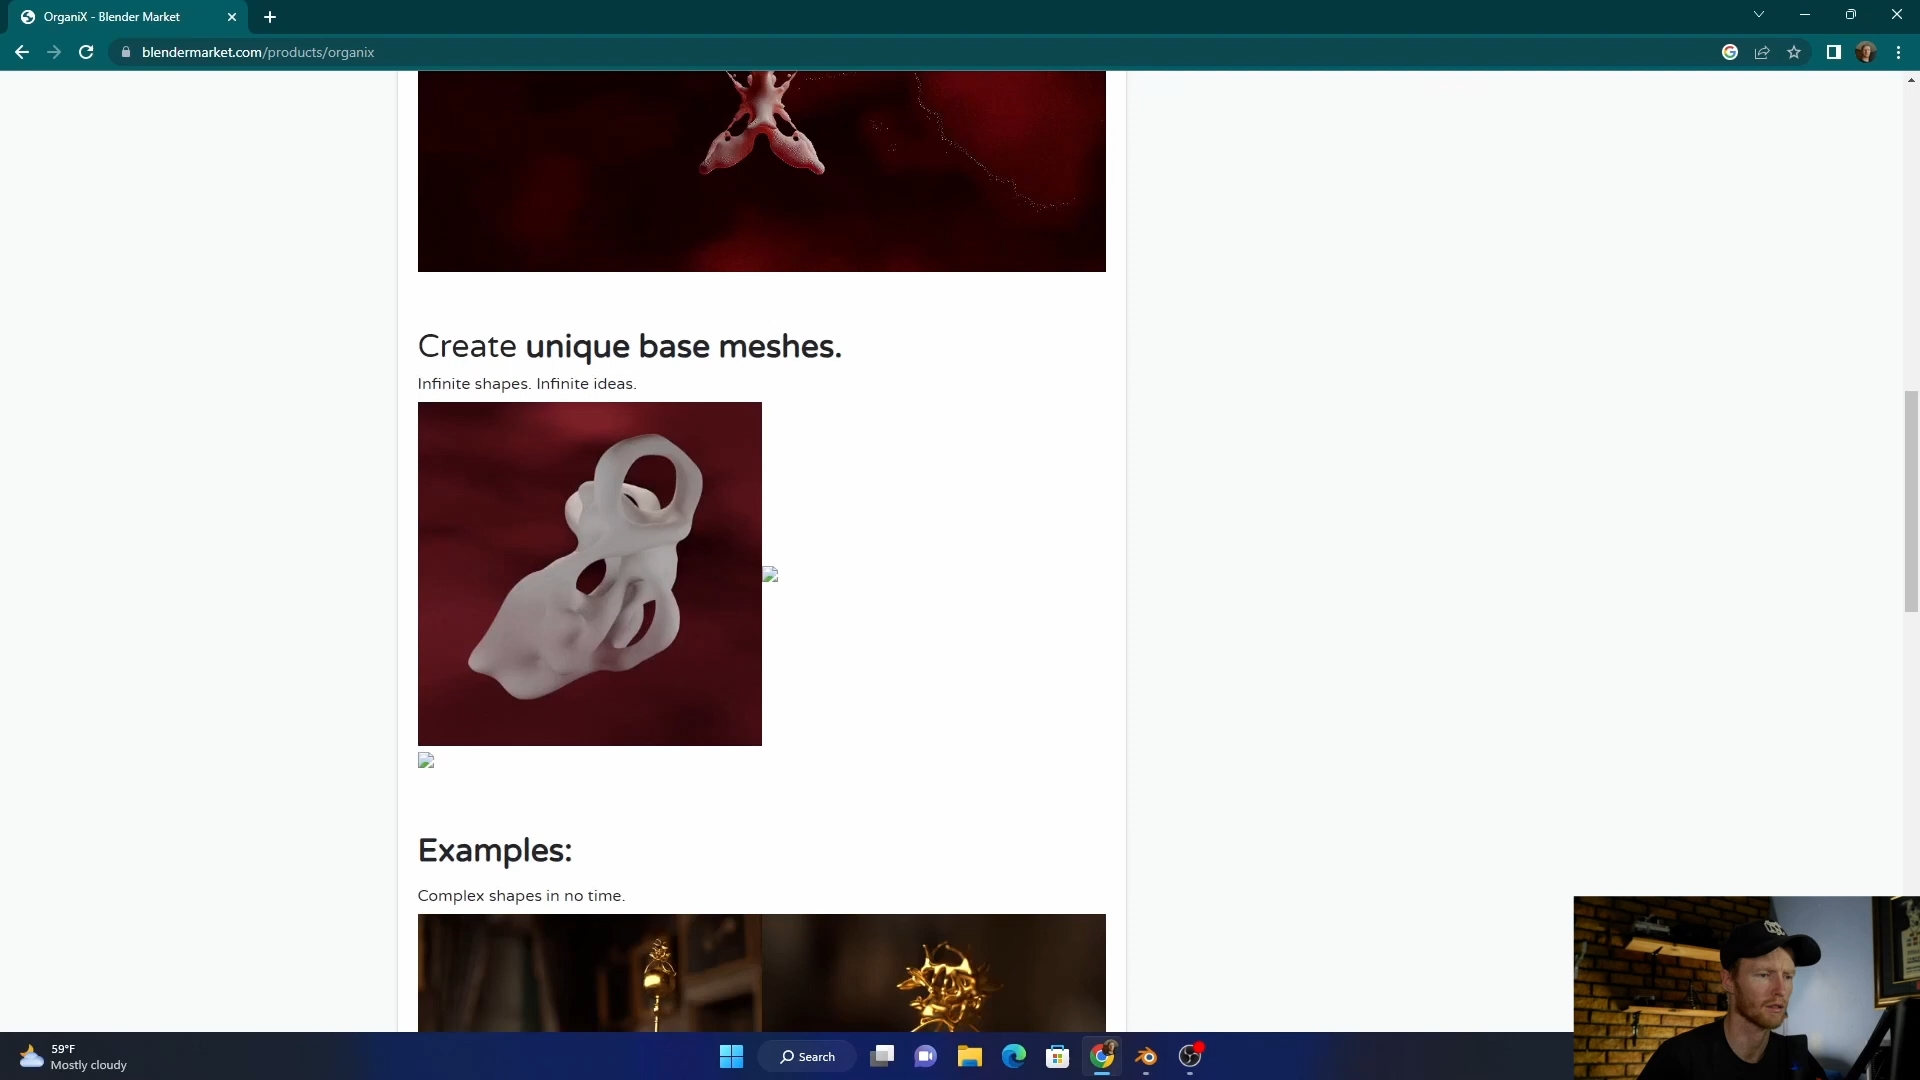 OrganiX - Blender Market
blendermarket.com/products/organix
Create unique base meshes.
Infinite shapes. Infinite ideas.
Examples:
Complex shapes in no time.
59°F
Mostly cloudy
Search